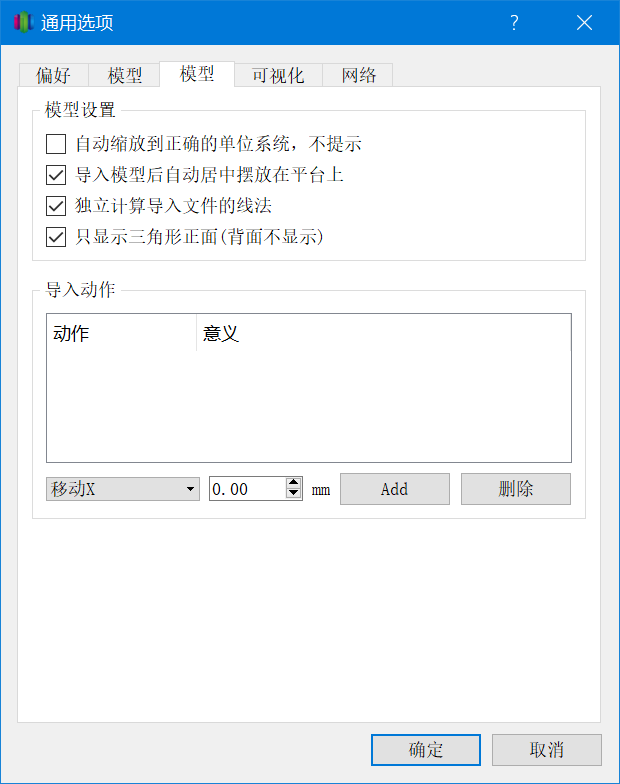 通用选项
偏好 模型 模型 可视化 网络
模型设置
自动缩放到正确的单位系统，不提示
导入模型后自动居中摆放在平台上
独立计算导入文件的线法
只显示三角形正面(背面不显示)
导入动作
动作 意义
移动X 0.00 mm Add 删除
确定 取消